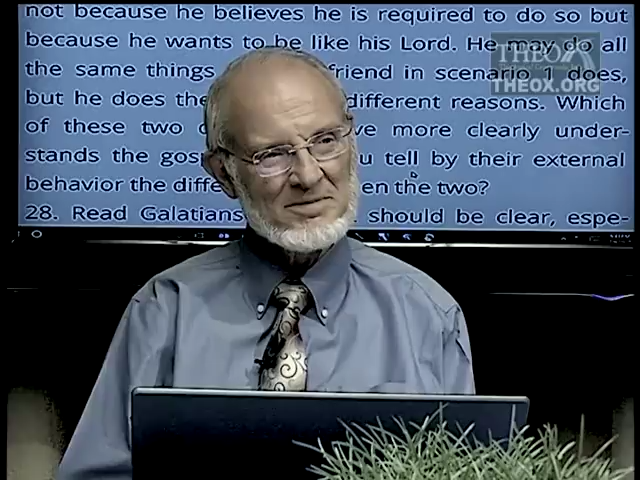 not because he believes he is required to do so but
because he wants to be like his Lord. He may do all
the same things friend in scenario 1 does,
but he does the different reasons. Which
of these two ve more clearly under-
stands the gos u tell by their external
behavior the diffe en the two?
28. Read Galatians should be clear, espe-
THEOX
THEOX.ORG